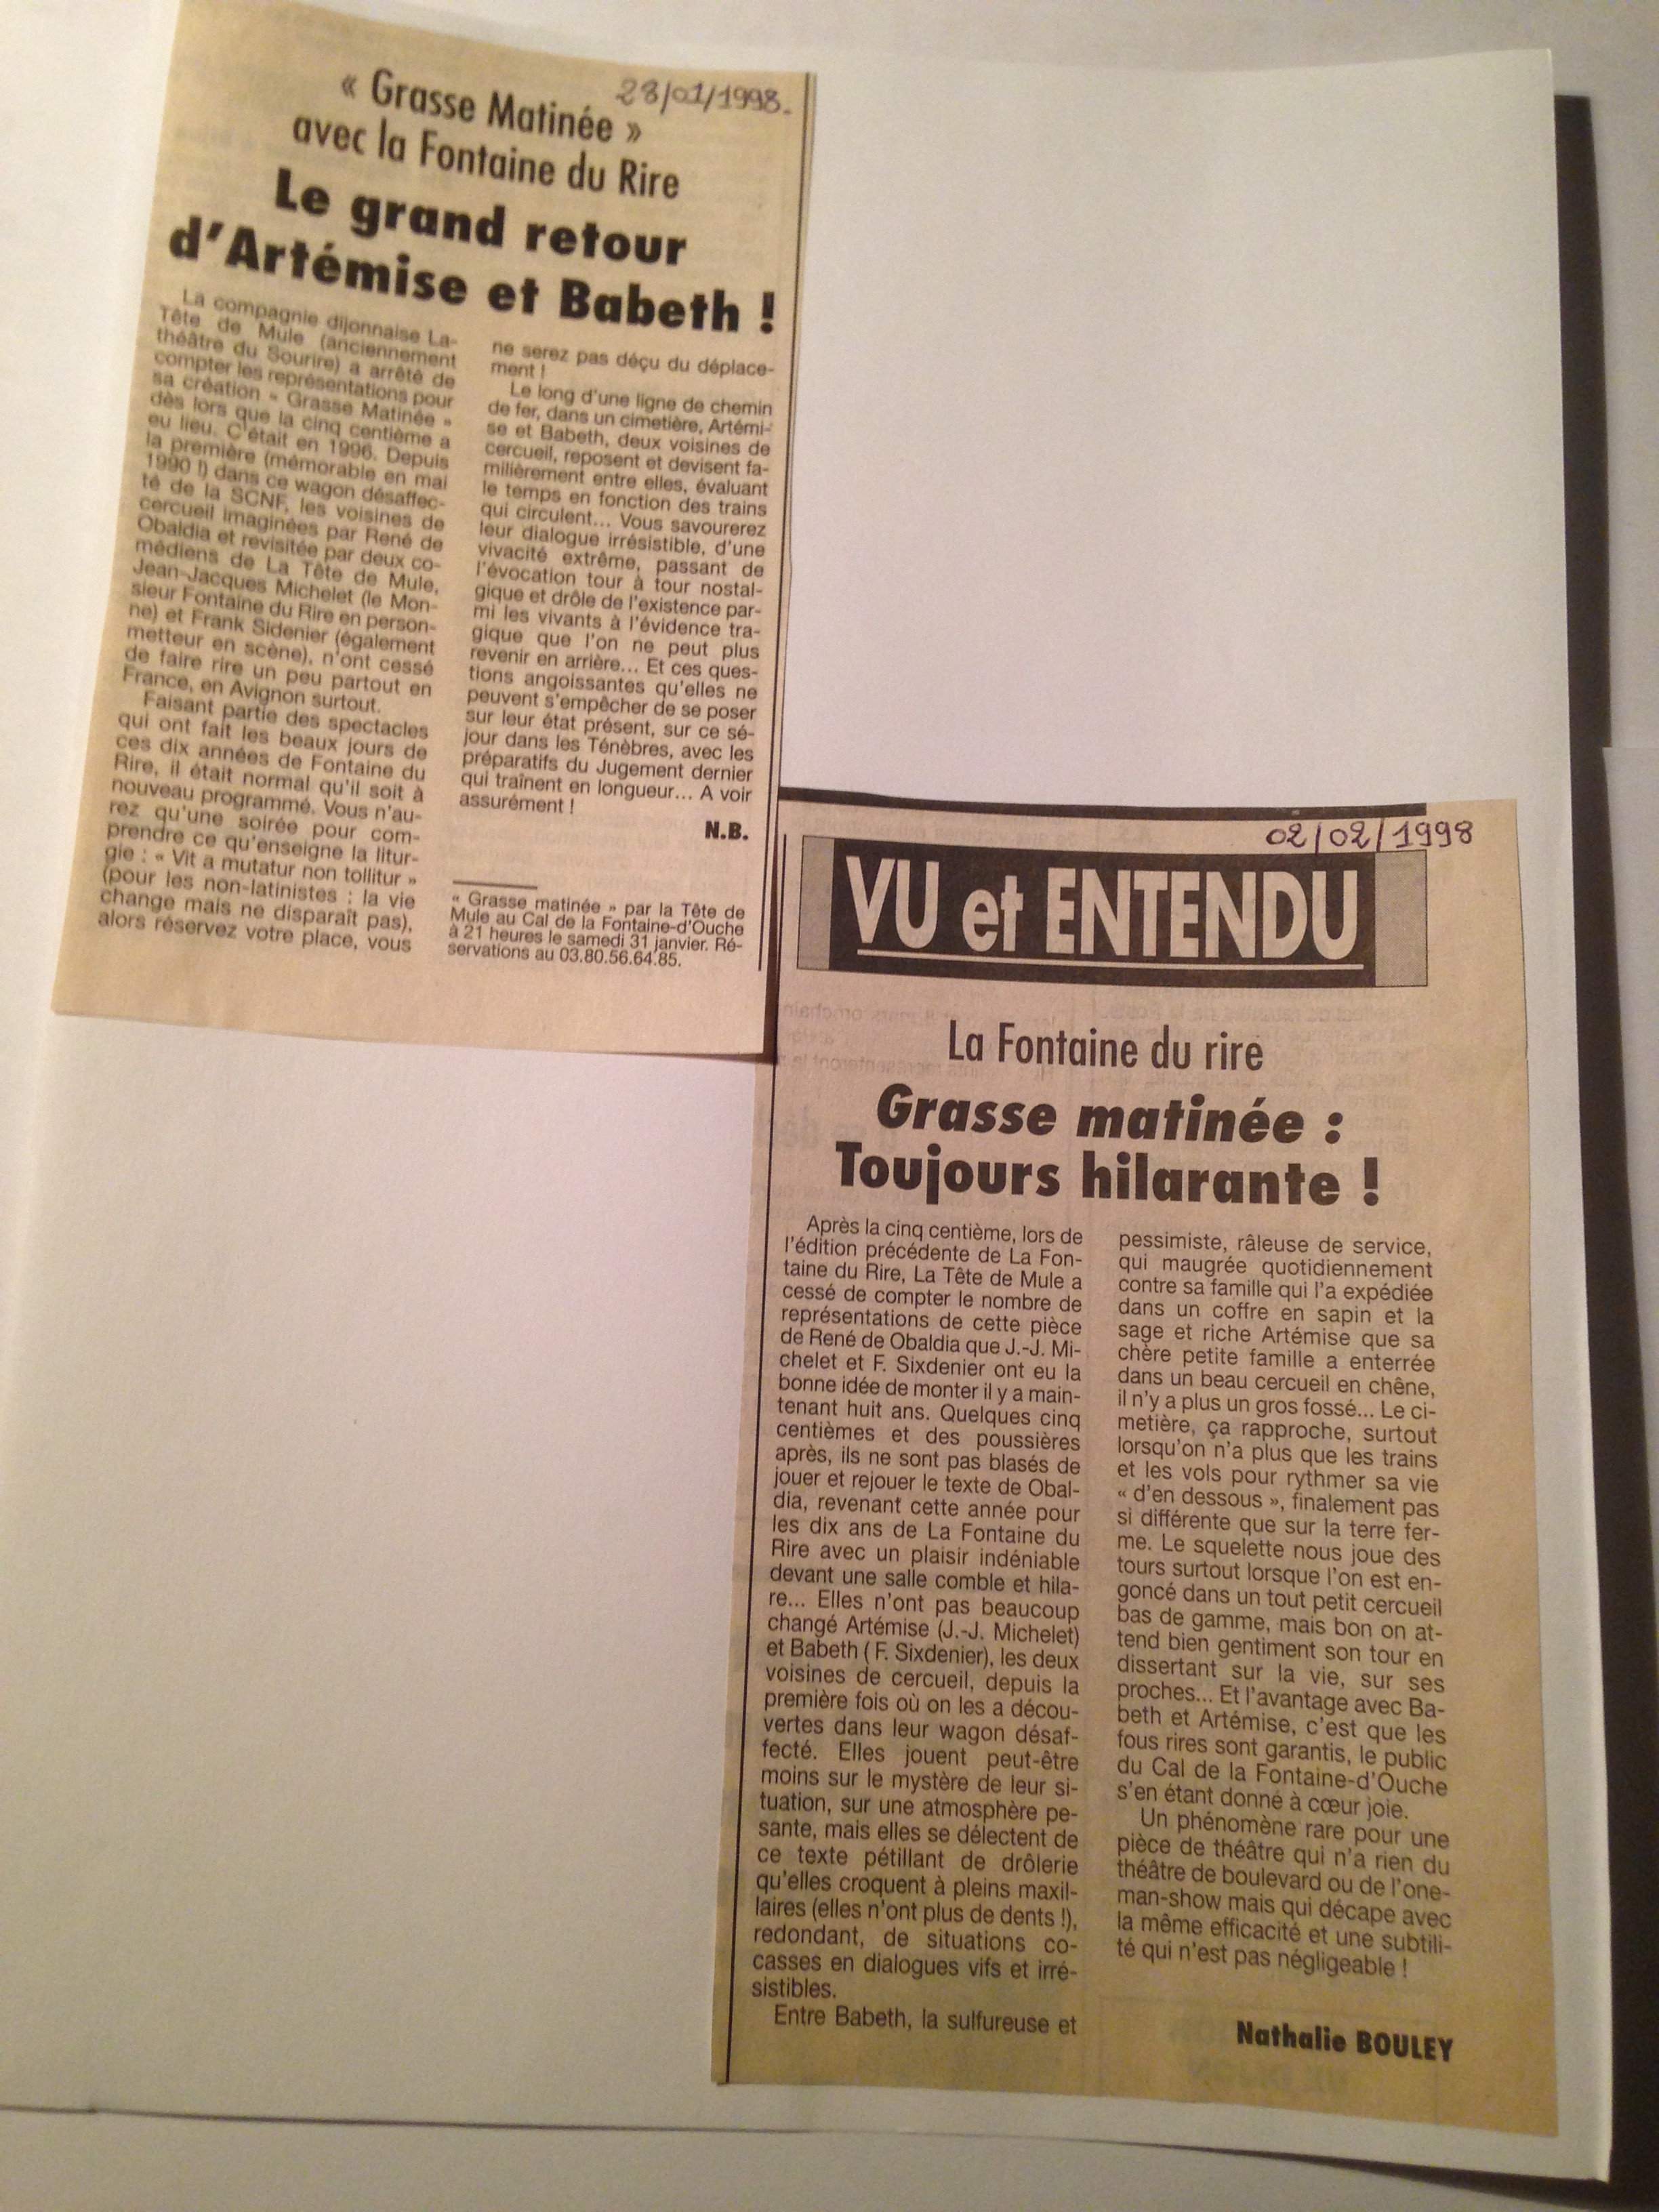 28/01/1998.
« Grasse Matinée »
avec la Fontaine du Rire
Le grand retour
d'Artémise et Babeth !
La compagnie dijonnaise La-
Tête de Mule (anciennement
théâtre du Sourire) a arrêté de
compter les représentations pour
sa création « Grasse Matinée »
dès lors que la cinq centième a
eu lieu. C'était en 1996. Depuis
la première (mémorable en mai
1990 !) dans ce wagon désaffec-
té de la SCNF, les voisines de
cercueil imaginées par René de
Obaldia et revisitée par deux co-
médiens de La Tête de Mule,
Jean-Jacques Michelet (le Mon-
sieur Fontaine du Rire en person-
ne) et Frank Sidenier (également
metteur en scène), n'ont cessé
de faire rire un peu partout en
France, en Avignon surtout.
Faisant partie des spectacles
qui ont fait les beaux jours de
ces dix années de Fontaine du
Rire, il était normal qu'il soit à
nouveau programmé. Vous n'au-
rez qu'une soirée pour com-
prendre ce qu'enseigne la litur-
gie : « Vit a mutatur non tollitur »
(pour les non-latinistes : la vie
change mais ne disparaît pas),
alors réservez votre place, vous
ne serez pas déçu du déplace-
ment !
Le long d'une ligne de chemin
de fer, dans un cimetière, Artémi-
se et Babeth, deux voisines de
cercueil, reposent et devisent fa-
milièrement entre elles, évaluant
le temps en fonction des trains
qui circulent... Vous savourerez
leur dialogue irrésistible, d'une
vivacité extrême, passant de
l'évocation tour à tour nostal-
gique et drôle de l'existence par-
mi les vivants à l'évidence tra-
gique que l'on ne peut plus
revenir en arrière... Et ces ques-
tions angoissantes qu'elles ne
peuvent s'empêcher de se poser
sur leur état présent, sur ce sé-
jour dans les Ténèbres, avec les
préparatifs du Jugement dernier
qui traînent en longueur... A voir
assurément !
N.B.
« Grasse matinée » par la Tête de
Mule au Cal de la Fontaine-d'Ouche
à 21 heures le samedi 31 janvier. Ré-
servations au 03.80.56.64.85.
02/02/1998
VU et ENTENDU
La Fontaine du rire
Grasse matinée :
Toujours hilarante !
Après la cinq centième, lors de
l'édition précédente de La Fon-
taine du Rire, La Tête de Mule a
cessé de compter le nombre de
représentations de cette pièce
de René de Obaldia que J.-J. Mi-
chelet et F. Sixdenier ont eu la
bonne idée de monter il y a main-
tenant huit ans. Quelques cinq
centièmes et des poussières
après, ils ne sont pas blasés de
jouer et rejouer le texte de Obal-
dia, revenant cette année pour
les dix ans de La Fontaine du
Rire avec un plaisir indéniable
devant une salle comble et hila-
re... Elles n'ont pas beaucoup
changé Artémise (J.-J. Michelet)
et Babeth ( F. Sixdenier), les deux
voisines de cercueil, depuis la
première fois où on les a décou-
vertes dans leur wagon désaf-
fecté. Elles jouent peut-être
moins sur le mystère de leur si-
tuation, sur une atmosphère pe-
sante, mais elles se délectent de
ce texte pétillant de drôlerie
qu'elles croquent à pleins maxil-
laires (elles n'ont plus de dents !),
redondant, de situations co-
casses en dialogues vifs et irré-
sistibles.
Entre Babeth, la sulfureuse et
pessimiste, râleuse de service,
qui maugrée quotidiennement
contre sa famille qui l'a expédiée
dans un coffre en sapin et la
sage et riche Artémise que sa
chère petite famille a enterrée
dans un beau cercueil en chêne,
il n'y a plus un gros fossé... Le ci-
metière, ça rapproche, surtout
lorsqu'on n'a plus que les trains
et les vols pour rythmer sa vie
« d'en dessous », finalement pas
si différente que sur la terre fer-
me. Le squelette nous joue des
tours surtout lorsque l'on est en-
goncé dans un tout petit cercueil
bas de gamme, mais bon on at-
tend bien gentiment son tour en
dissertant sur la vie, sur ses
proches... Et l'avantage avec Ba-
beth et Artémise, c'est que les
fous rires sont garantis, le public
du Cal de la Fontaine-d'Ouche
s'en étant donné à cœur joie.
Un phénomène rare pour une
pièce de théâtre qui n'a rien du
théâtre de boulevard ou de l'one-
man-show mais qui décape avec
la même efficacité et une subtili-
té qui n'est pas négligeable !
Nathalie BOULEY